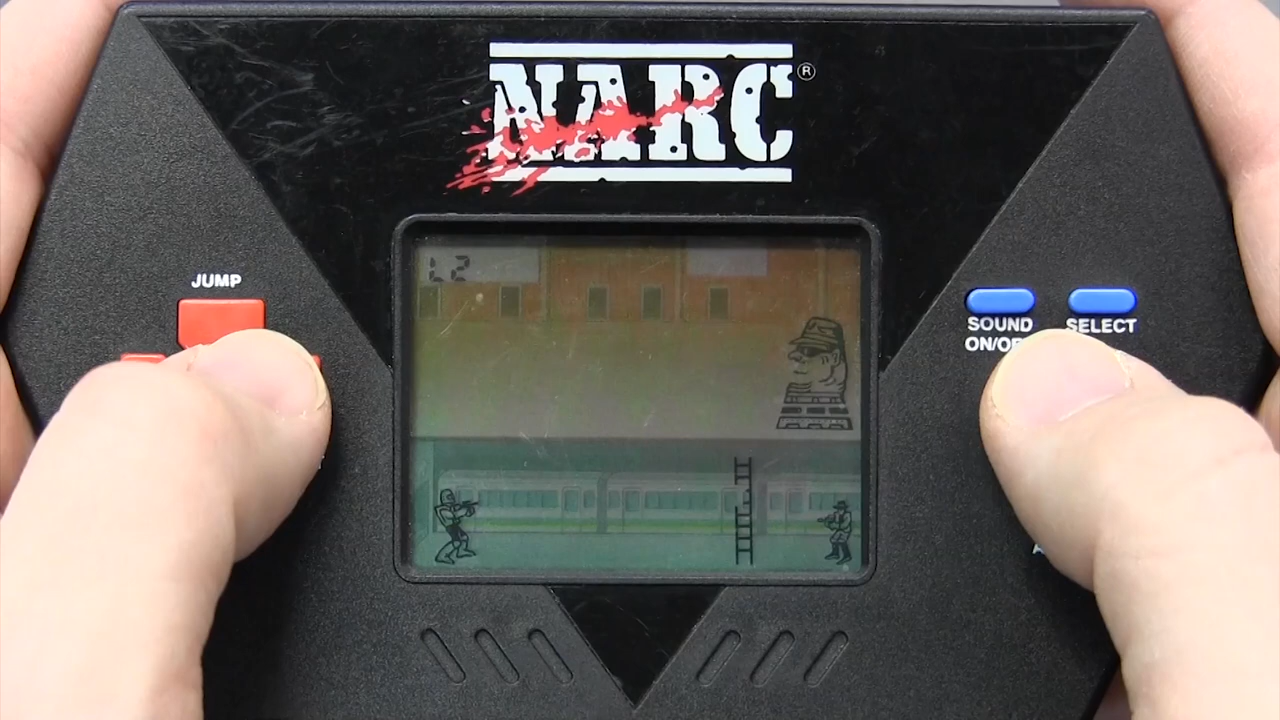 NARC®
JUMP
L2
SOUND
ON/OF
SELECT
A